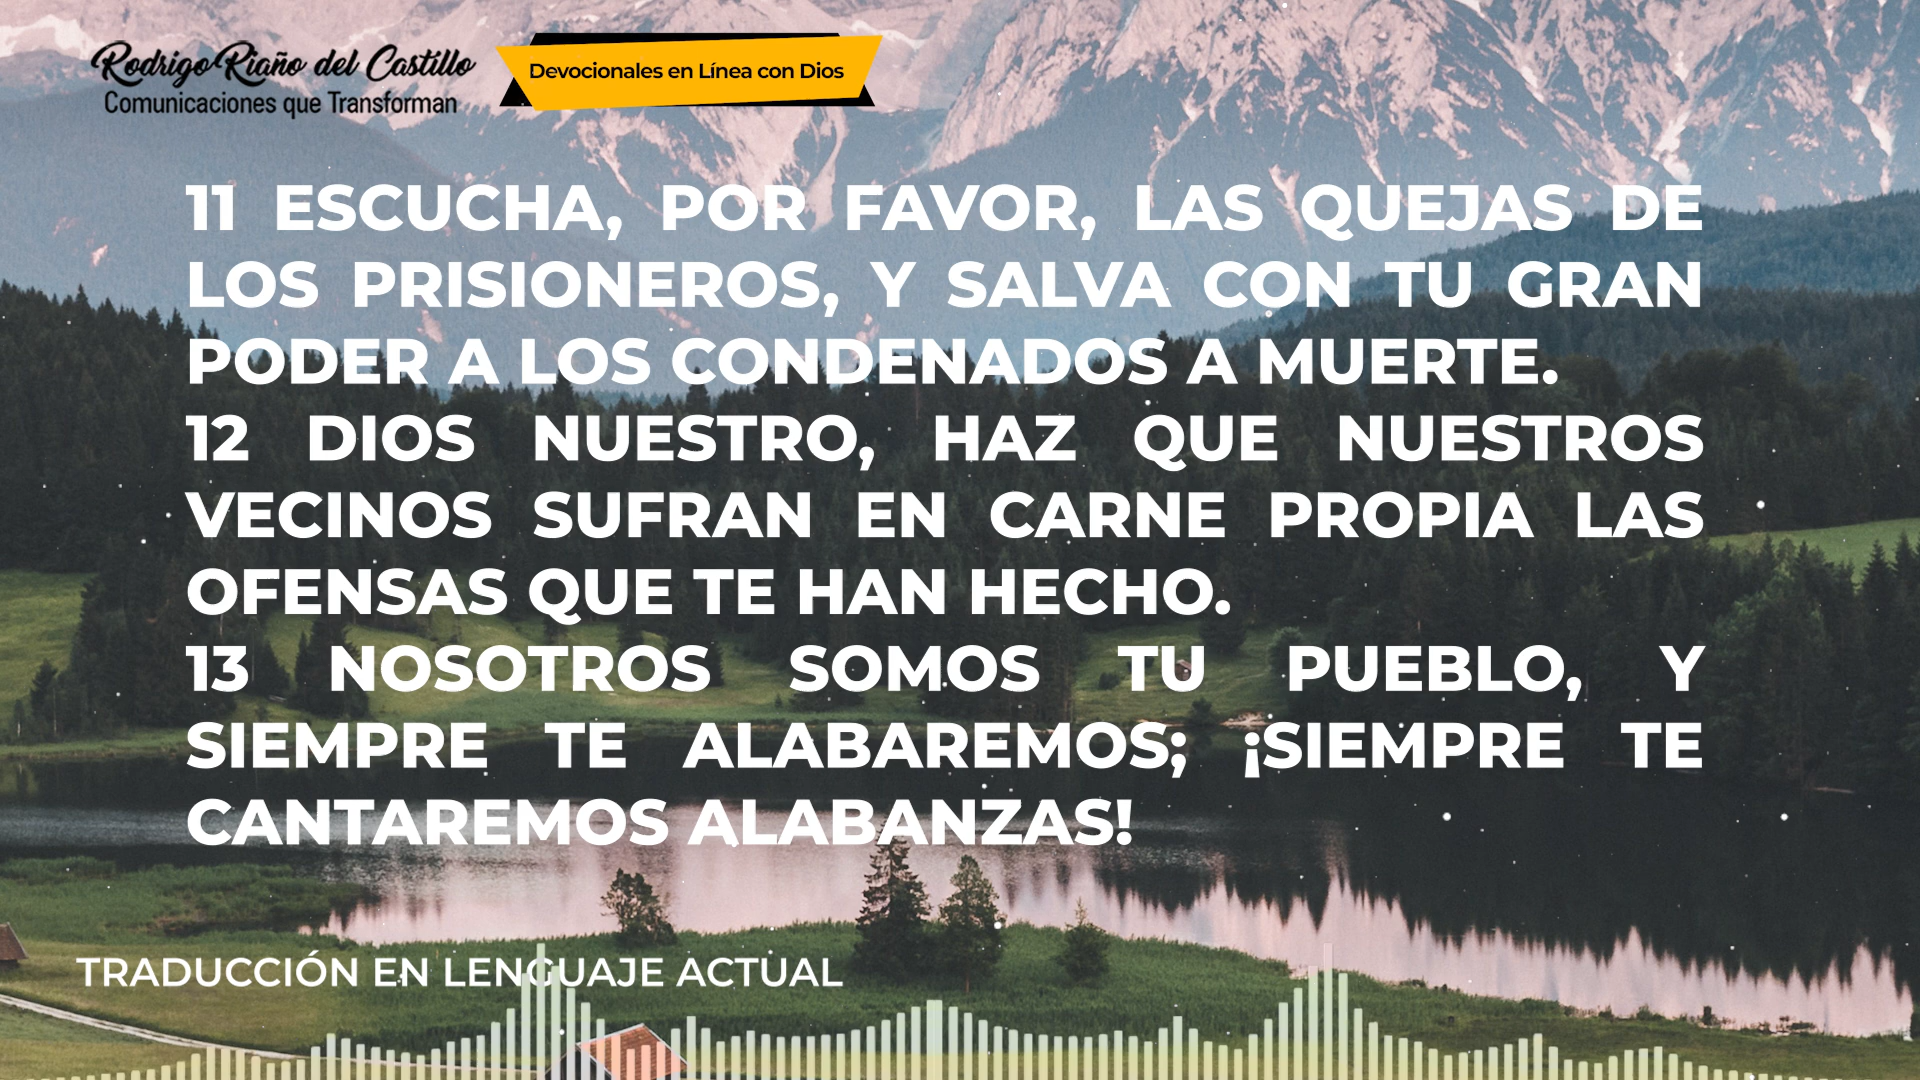 Rodrigo Riaño del Castillo
Comunicaciones que Transforman
Devocionales en Línea con Dios
11 ESCUCHA, POR FAVOR, LAS QUEJAS DE
LOS PRISIONEROS, Y SALVA CON TU GRAN
PODER A LOS CONDENADOS A MUERTE.
12 DIOS NUESTRO, HAZ QUE NUESTROS
VECINOS SUFRAN EN CARNE PROPIA LAS
OFENSAS QUE TE HAN HECHO.
13 NOSOTROS SOMOS TU PUEBLO, Y
SIEMPRE TE ALABAREMOS; ¡SIEMPRE TE
CANTAREMOS ALABANZAS!
TRADUCCIÓN EN LENGUAJE ACTUAL